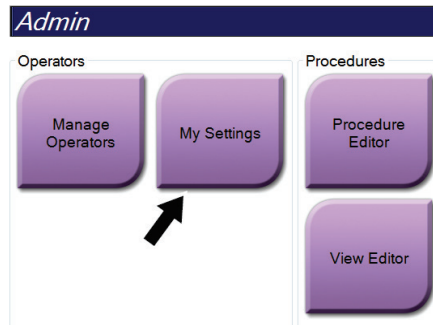 Admin
Operators
Manage
Operators
My Settings
Procedures
Procedure
Editor
View Editor